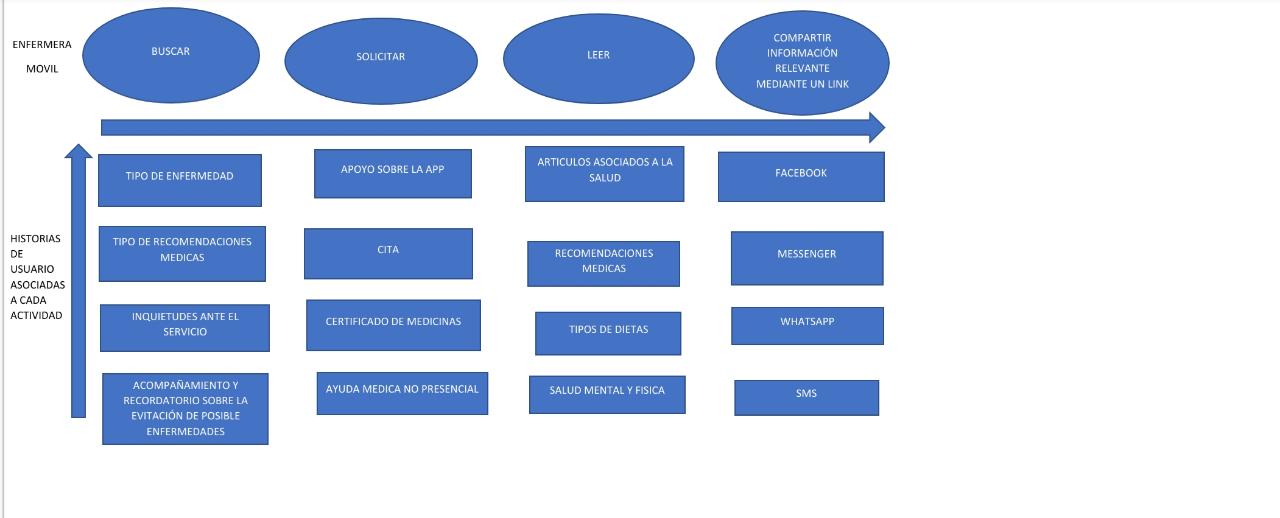 ENFERMERA
MOVIL
BUSCAR
SOLICITAR
LEER
COMPARTIR
INFORMACIÓN
RELEVANTE
MEDIANTE UN LINK
HISTORIAS
DE
USUARIO
ASOCIADAS
A CADA
ACTIVIDAD
TIPO DE ENFERMEDAD
APOYO SOBRE LA APP
ARTICULOS ASOCIADOS A LA
SALUD
FACEBOOK
TIPO DE RECOMENDACIONES
MEDICAS
CITA
RECOMENDACIONES
MEDICAS
MESSENGER
INQUIETUDES ANTE EL
SERVICIO
CERTIFICADO DE MEDICINAS
TIPOS DE DIETAS
WHATSAPP
ACOMPAÑAMIENTO Y
RECORDATORIO SOBRE LA
EVITACIÓN DE POSIBLE
ENFERMEDADES
AYUDA MEDICA NO PRESENCIAL
SALUD MENTAL Y FISICA
SMS